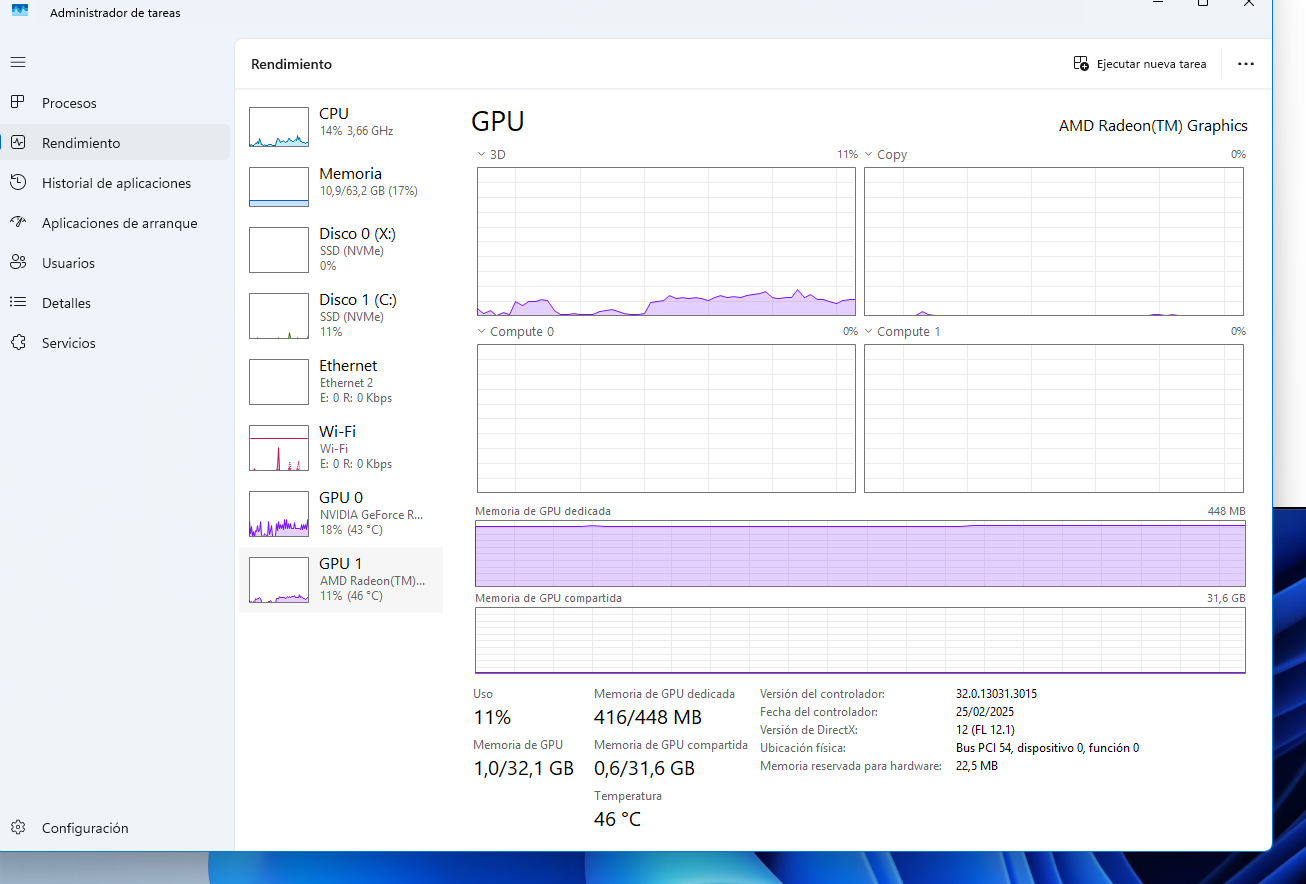 Administrador de tareas
Rendimiento
Ejecutar nueva tarea
Procesos
Rendimiento
Historial de aplicaciones
Aplicaciones de arranque
Usuarios
Detalles
Servicios
Configuración
CPU
14% 3,66 GHz
Memoria
10,9/63,2 GB (17%)
Disco 0 (X:)
SSD (NVMe)
0%
Disco 1 (C:)
SSD (NVMe)
11%
Ethernet
Ethernet 2
E: 0 R: 0 Kbps
Wi-Fi
Wi-Fi
E: 0 R: 0 Kbps
GPU 0
NVIDIA GeForce R...
18% (43 °C)
GPU 1
AMD Radeon(TM)...
11% (46 °C)
GPU
AMD Radeon(TM) Graphics
3D 11%
Copy 0%
Compute 0 0%
Compute 1 0%
Memoria de GPU dedicada 448 MB
Memoria de GPU compartida 31,6 GB
Uso
11%
Memoria de GPU dedicada
416/448 MB
Memoria de GPU
1,0/32,1 GB
Memoria de GPU compartida
0,6/31,6 GB
Temperatura
46 °C
Versión del controlador: 32.0.13031.3015
Fecha del controlador: 25/02/2025
Versión de DirectX: 12 (FL 12.1)
Ubicación física: Bus PCI 54, dispositivo 0, función 0
Memoria reservada para hardware: 22,5 MB